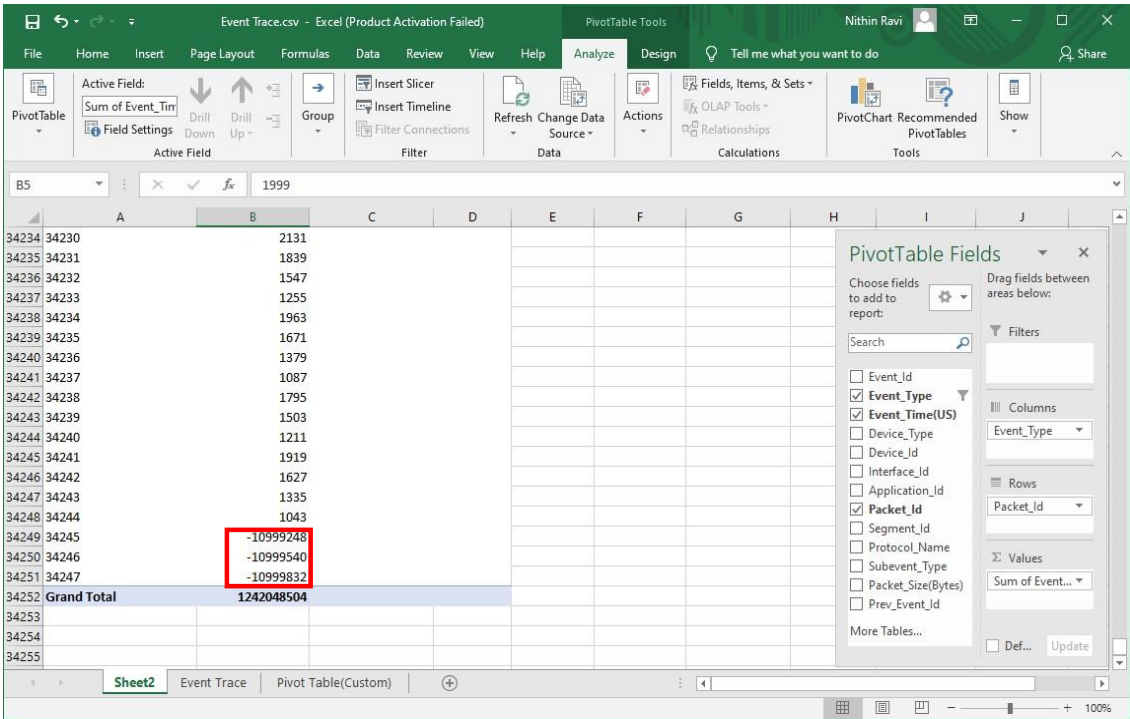 Event Trace.csv - Excel (Product Activation Failed)
PivotTable Tools
Nithin Ravi
File Home Insert Page Layout Formulas Data Review View Help Analyze Design Tell me what you want to do Share
PivotTable
Active Field:
Sum of Event_Tim
Field Settings
Drill Down
Drill Up
Active Field
Group
Insert Slicer
Insert Timeline
Filter Connections
Filter
Refresh
Change Data Source
Data
Actions
Fields, Items, & Sets
OLAP Tools
Relationships
Calculations
PivotChart
Recommended PivotTables
Tools
Show
B5 fx 1999
A B C D E F G H I J
34234 34230 2131
34235 34231 1839
34236 34232 1547
34237 34233 1255
34238 34234 1963
34239 34235 1671
34240 34236 1379
34241 34237 1087
34242 34238 1795
34243 34239 1503
34244 34240 1211
34245 34241 1919
34246 34242 1627
34247 34243 1335
34248 34244 1043
34249 34245 -10999248
34250 34246 -10999540
34251 34247 -10999832
34252 Grand Total 1242048504
34253
34254
34255
PivotTable Fields
Choose fields
to add to
report:
Search
Event_Id
Event_Type
Event_Time(US)
Device_Type
Device_Id
Interface_Id
Application_Id
Packet_Id
Segment_Id
Protocol_Name
Subevent_Type
Packet_Size(Bytes)
Prev_Event_Id
More Tables...
Drag fields between
areas below:
Filters
Columns
Event_Type
Rows
Packet_Id
Σ Values
Sum of Event...
Def... Update
Sheet2 Event Trace Pivot Table(Custom)
100%